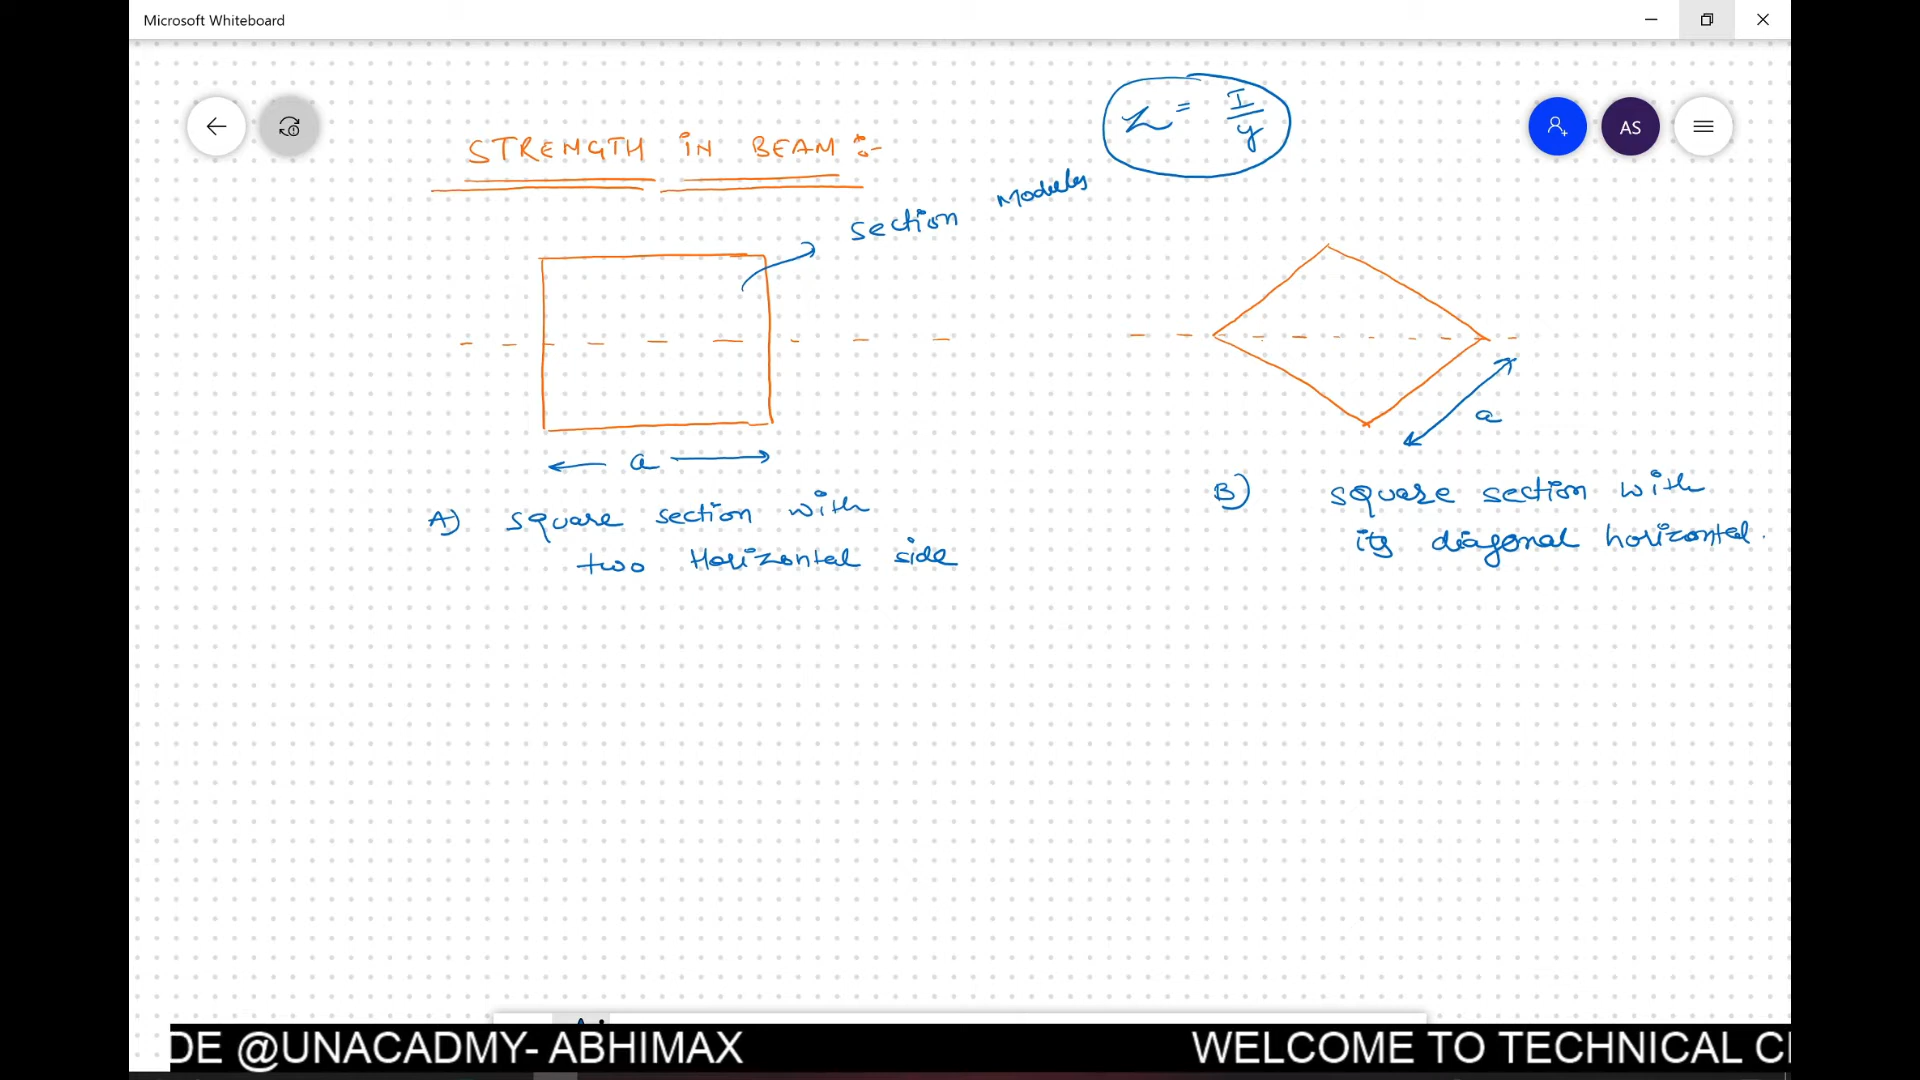 Microsoft Whiteboard
Z = I/y
STRENGTH IN BEAM :-
AS
section modulus
a
a
A) square section with
two Horizontal side
B) square section with
its diagonal horizontal.
DE @UNACADMY- ABHIMAX
WELCOME TO TECHNICAL